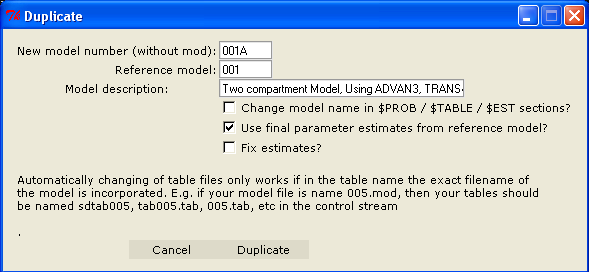 Duplicate
New model number (without mod): 001A
Reference model: 001
Model description: Two compartment Model, Using ADVAN3, TRANS
Change model name in $PROB / $TABLE / $EST sections?
Use final parameter estimates from reference model?
Fix estimates?
Automatically changing of table files only works if in the table name the exact filename of
the model is incorporated. E.g. if your model file is name 005.mod, then your tables should
be named sdtab005, tab005.tab, 005.tab, etc in the control stream
.
Cancel Duplicate